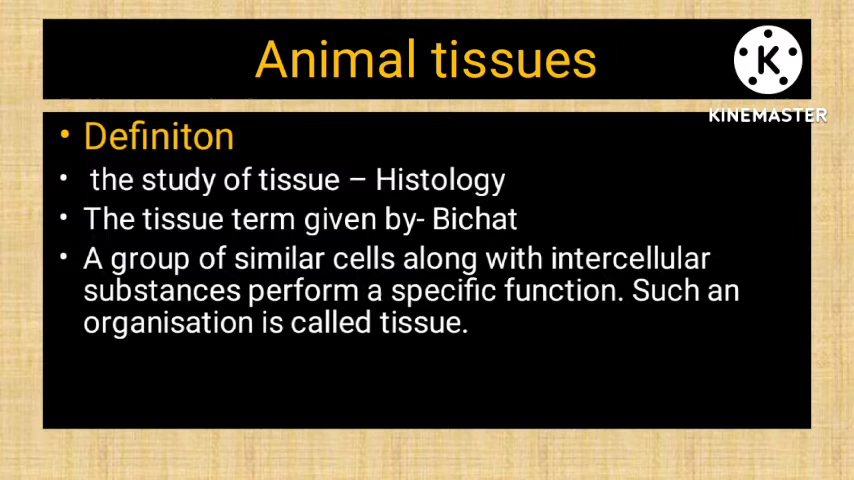 Animal tissues
K
KINEMASTER
• Definiton
• the study of tissue – Histology
• The tissue term given by- Bichat
• A group of similar cells along with intercellular
substances perform a specific function. Such an
organisation is called tissue.